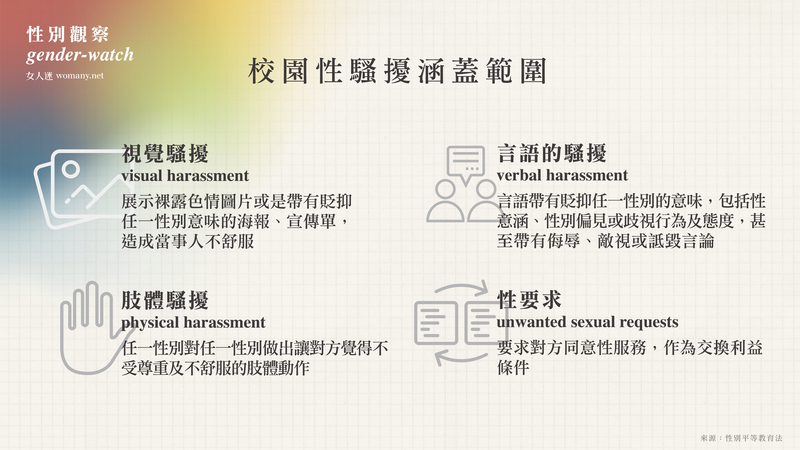 性別觀察
gender-watch
女人迷 womany.net
校園性騷擾涵蓋範圍
視覺騷擾
visual harassment
展示裸露色情圖片或是帶有貶抑
任一性別意味的海報、宣傳單，
造成當事人不舒服
言語的騷擾
verbal harassment
言語帶有貶抑任一性別的意味，包括性
意涵、性別偏見或歧視行為及態度，甚
至帶有侮辱、敵視或詆毀言論
肢體騷擾
physical harassment
任一性別對任一性別做出讓對方覺得不
受尊重及不舒服的肢體動作
性要求
unwanted sexual requests
要求對方同意性服務，作為交換利益
條件
來源：性別平等教育法